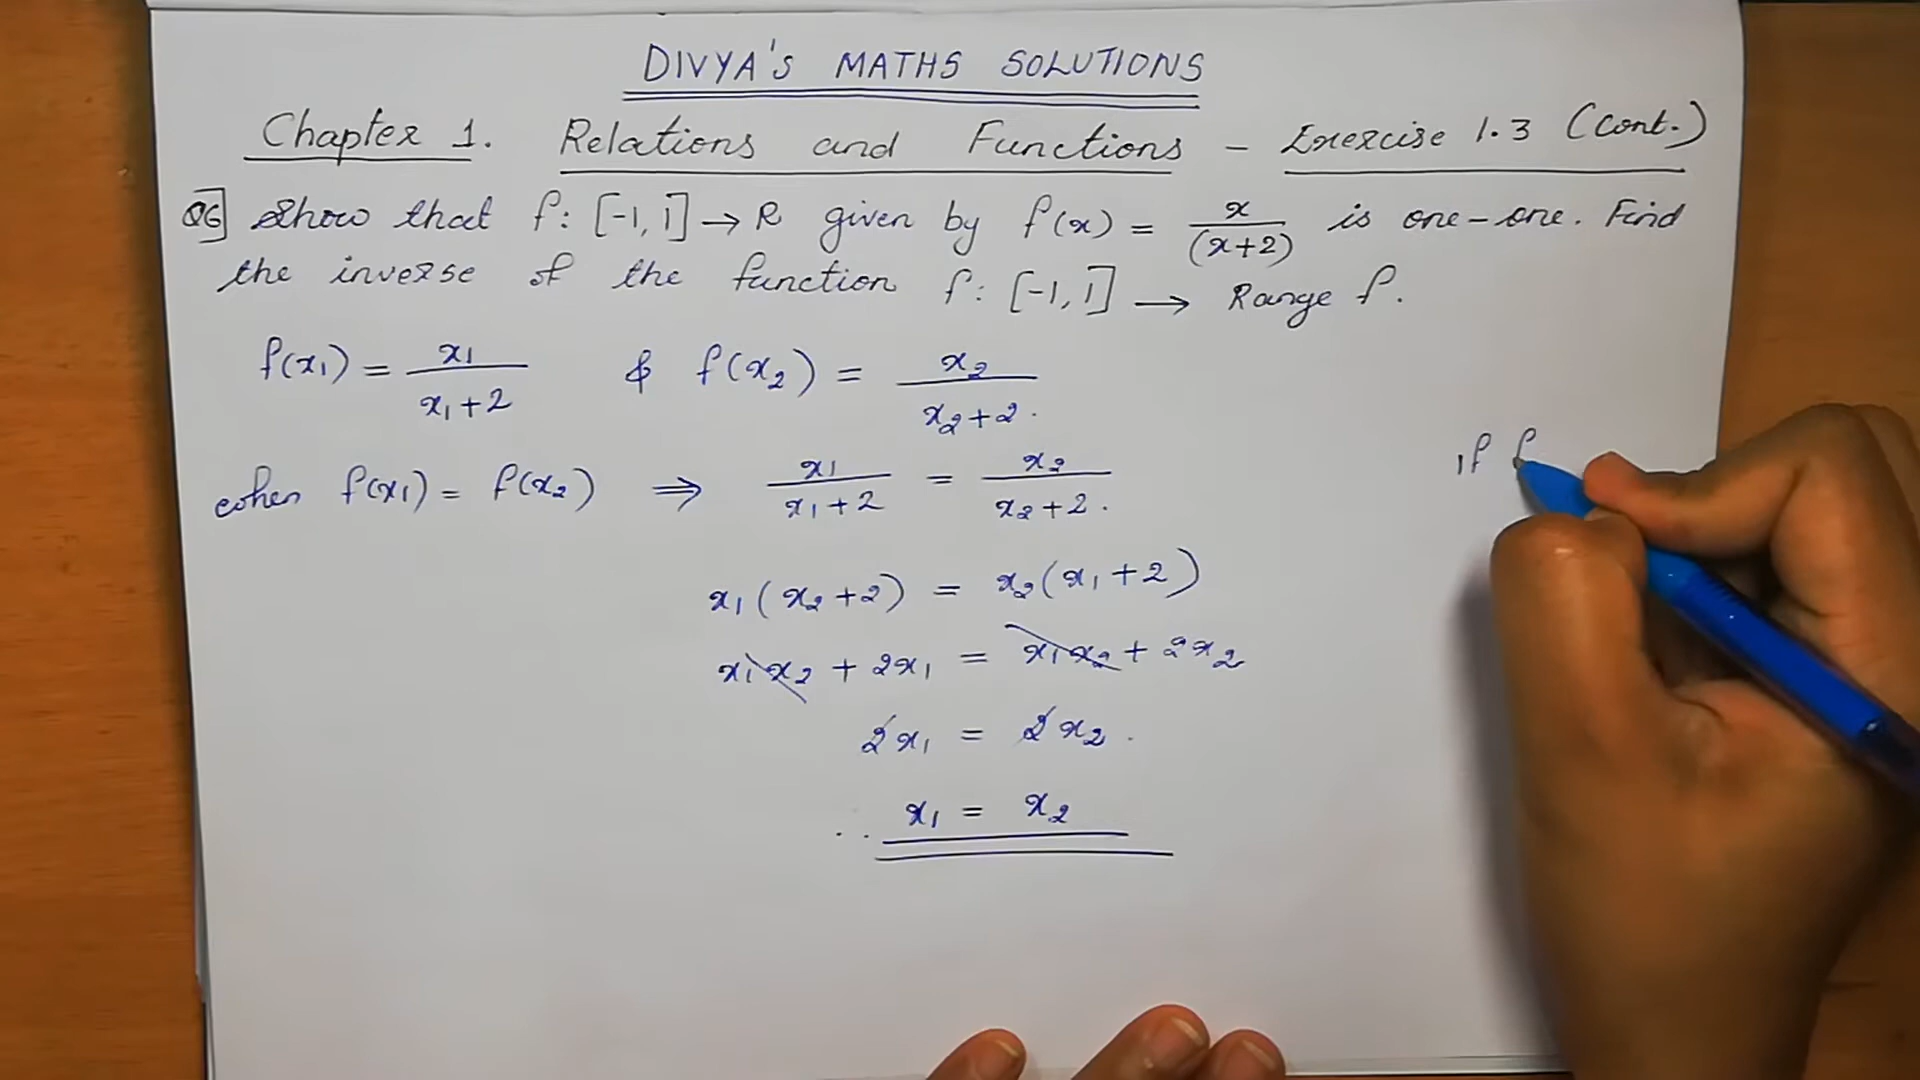 DIVYA'S MATHS SOLUTIONS
Chapter 1. Relations and Functions - Exercise 1.3 (Cont.)
Q6] Show that f: [-1, 1] → R given by f(x) = x/(x+2) is one-one. Find
the inverse of the function f: [-1, 1] → Range f.
f(x₁) = x₁/(x₁+2) & f(x₂) = x₂/(x₂+2).
when f(x₁) = f(x₂) ⇒ x₁/(x₁+2) = x₂/(x₂+2).
if f
x₁(x₂+2) = x₂(x₁+2)
x₁x₂ + 2x₁ = x₁x₂ + 2x₂
2x₁ = 2x₂.
x₁ = x₂